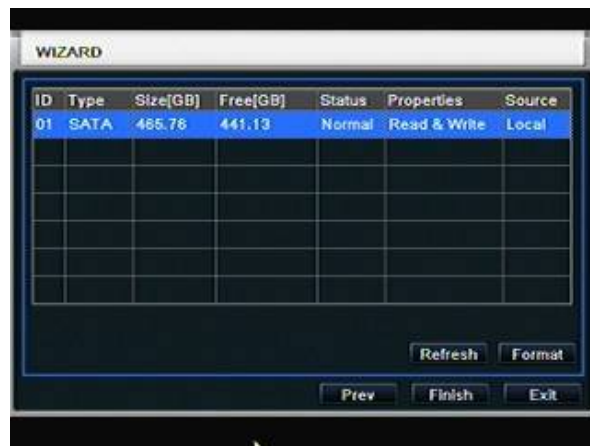 WIZARD
ID Type Size[GB] Free[GB] Status Properties Source
01 SATA 465.76 441.13 Normal Read & Write Local
Refresh Format
Prev Finish Exit